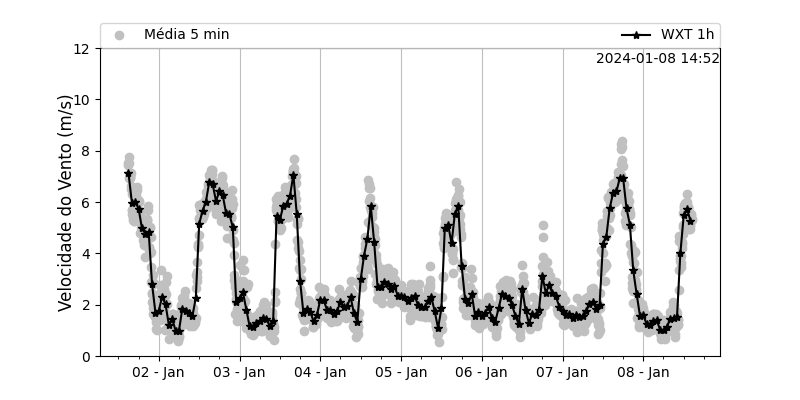 Média 5 min
WXT 1h
2024-01-08 14:52
Velocidade do Vento (m/s)
12
10
8
6
4
2
0
02 - Jan
03 - Jan
04 - Jan
05 - Jan
06 - Jan
07 - Jan
08 - Jan